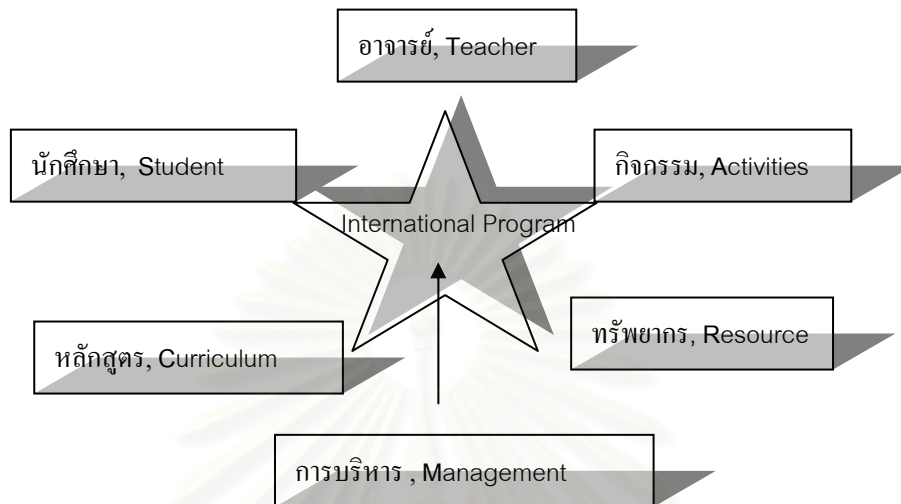 อาจารย์, Teacher
นักศึกษา, Student
กิจกรรม, Activities
International Program
หลักสูตร, Curriculum
ทรัพยากร, Resource
การบริหาร , Management